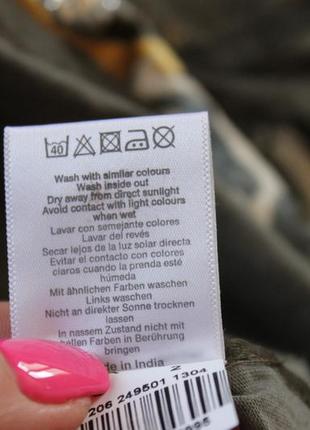 40
Wash with similar colours
Wash inside out
Dry away from direct sunlight
Avoid contact with light colours
when wet
Lavar con semejantes colores
Lavar del revés
Secar lejos de la luz solar directa
Evitar el contacto con colores
claros cuando la prenda esté
húmeda
Mit ähnlichen Farben waschen
Links waschen
Nicht an direkter Sonne trocknen
lassen
In nassem Zustand nicht mit
hellen Farben in Berührung
bringen
in India
2
206 249501 1304